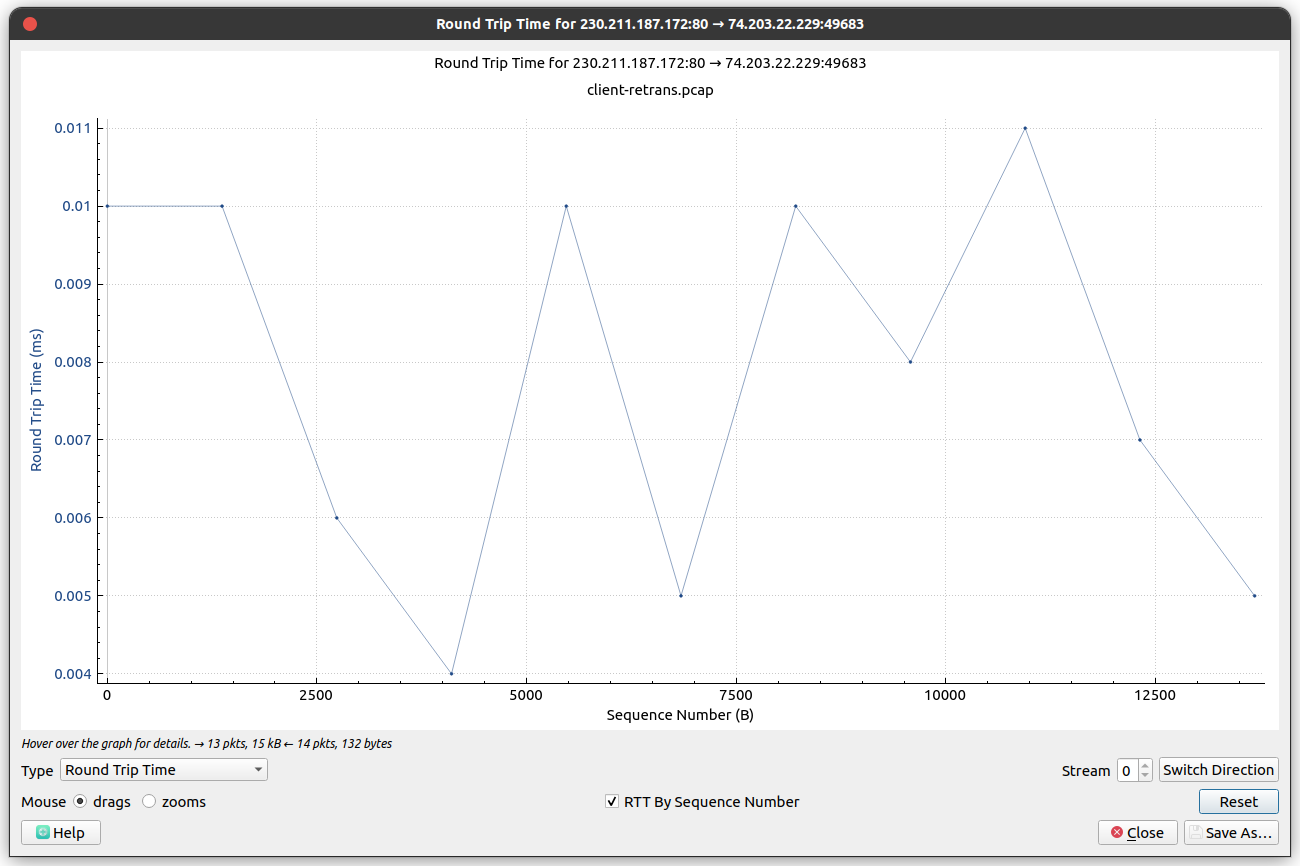 Round Trip Time for 230.211.187.172:80 → 74.203.22.229:49683
Round Trip Time for 230.211.187.172:80 → 74.203.22.229:49683
client-retrans.pcap
0.011
0.01
0.009
0.008
0.007
0.006
0.005
0.004
Round Trip Time (ms)
0 2500 5000 7500 10000 12500
Sequence Number (B)
Hover over the graph for details. → 13 pkts, 15 kB ← 14 pkts, 132 bytes
Type Round Trip Time Stream 0 Switch Direction
Mouse drags zooms RTT By Sequence Number Reset
Help Close Save As...